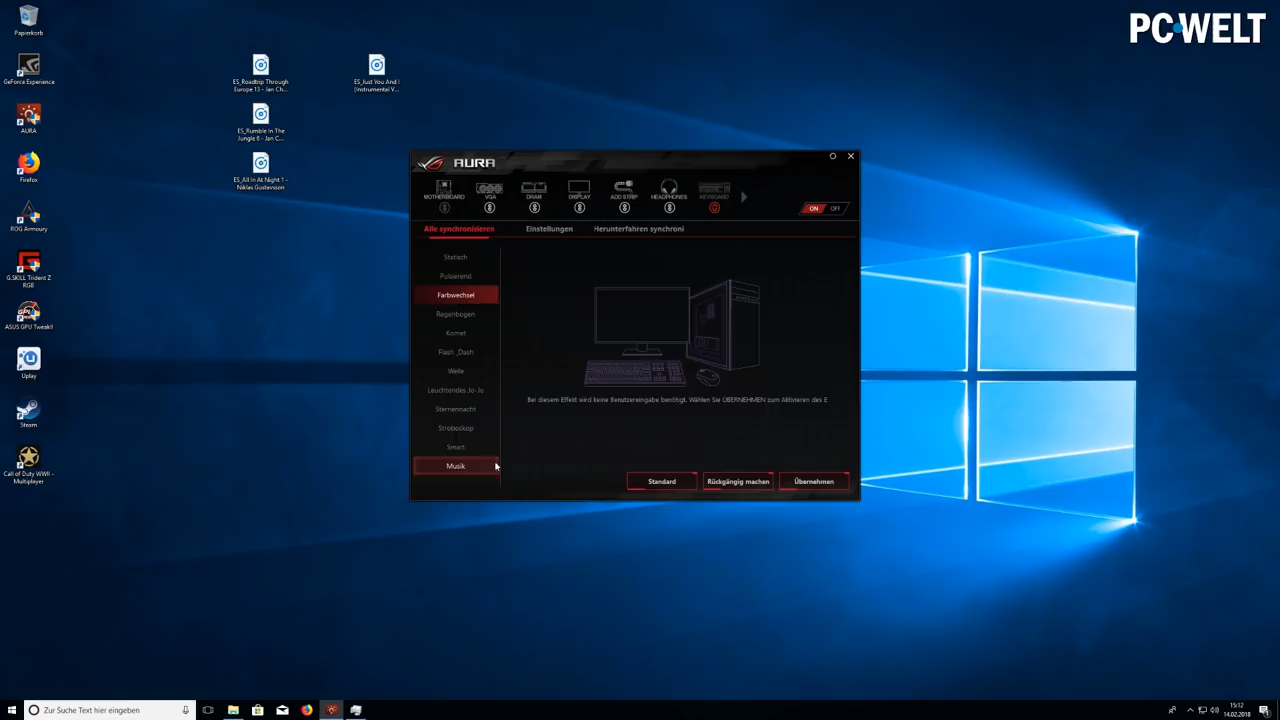 PC WELT
Papierkorb
GeForce Experience
AURA
Firefox
ROG Armoury
G.SKILL Trident Z
RGB
ASUS GPU TweakII
Uplay
Steam
Call of Duty WWII -
Multiplayer
ES_Roadtrip Through
Europe 13 - Jan Ch...
ES_Rumble In The
Jungle 6 - Jan C...
ES_All In At Night 1 -
Niklas Gustavsson
ES_Just You And I
(Instrumental V...
AURA
MOTHERBOARD
VGA
DRAM
DISPLAY
ADD STRIP
HEADPHONES
KEYBOARD
ON
OFF
Alle synchronisieren
Einstellungen
Herunterfahren synchroni
Statisch
Pulsierend
Farbwechsel
Regenbogen
Komet
Flash _Dash
Welle
Leuchtendes Jo-Jo
Sternennacht
Stroboskop
Smart
Musik
Bei diesem Effekt wird keine Benutzereingabe benötigt. Wählen Sie ÜBERNEHMEN zum Aktivieren des E
Standard
Rückgängig machen
Übernehmen
Zur Suche Text hier eingeben
15:12
14.02.2018